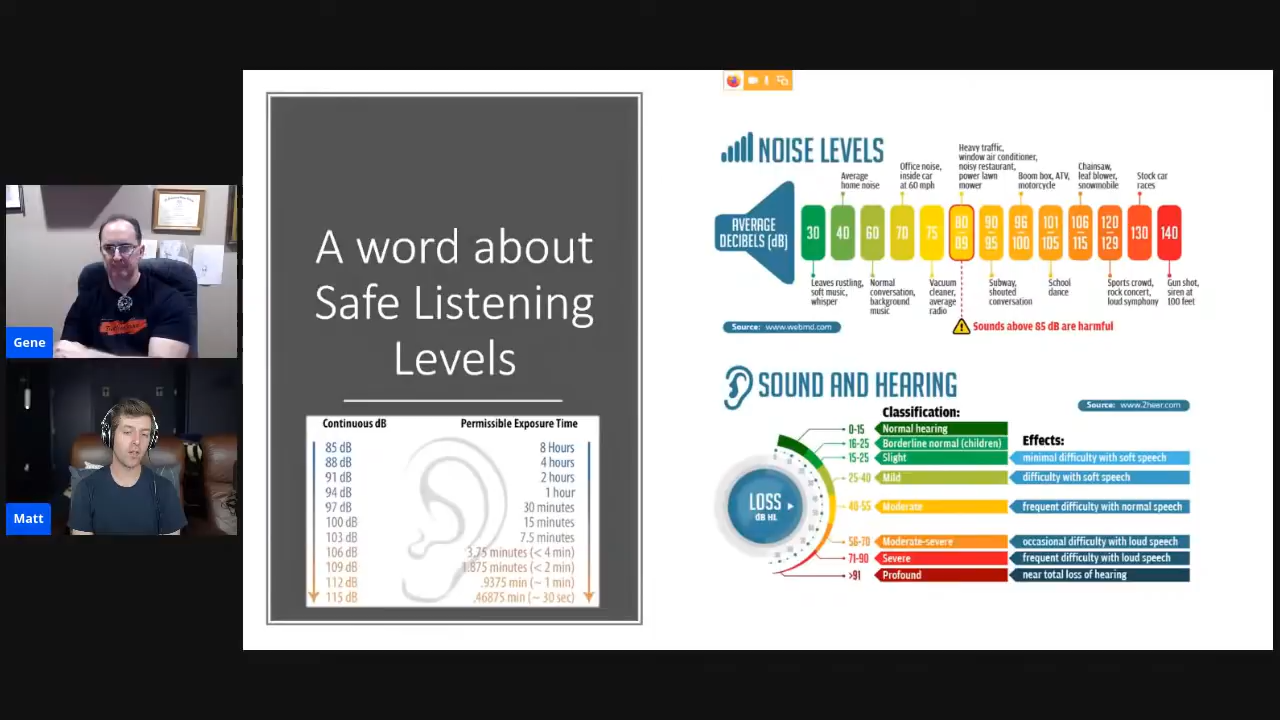 Gene
Matt
A word about
Safe Listening
Levels
Continuous dB Permissible Exposure Time
85 dB 8 Hours
88 dB 4 hours
91 dB 2 hours
94 dB 1 hour
97 dB 30 minutes
100 dB 15 minutes
103 dB 7.5 minutes
106 dB 3.75 minutes (< 4 min)
109 dB 1.875 minutes (< 2 min)
112 dB .9375 min (~ 1 min)
115 dB .46875 min (~ 30 sec)
NOISE LEVELS
Average
home noise
Office noise,
inside car
at 60 mph
Heavy traffic,
window air conditioner,
noisy restaurant,
power lawn
mower
Boom box, ATV,
motorcycle
Chainsaw,
leaf blower,
snowmobile
Stock car
races
AVERAGE
DECIBELS (dB)
30
40
60
70
75
80
89
90
95
96
100
101
105
106
115
120
129
130
140
Leaves rustling,
soft music,
whisper
Normal
conversation,
background
music
Vacuum
cleaner,
average
radio
Subway,
shouted
conversation
School
dance
Sports crowd,
rock concert,
loud symphony
Gun shot,
siren at
100 feet
Source: www.webmd.com
Sounds above 85 dB are harmful
SOUND AND HEARING
Source: www.2hear.com
Classification:
Effects:
LOSS
dB HL
0-15 Normal hearing
16-25 Borderline normal (children)
15-25 Slight minimal difficulty with soft speech
25-40 Mild difficulty with soft speech
40-55 Moderate frequent difficulty with normal speech
56-70 Moderate-severe occasional difficulty with loud speech
71-90 Severe frequent difficulty with loud speech
>91 Profound near total loss of hearing